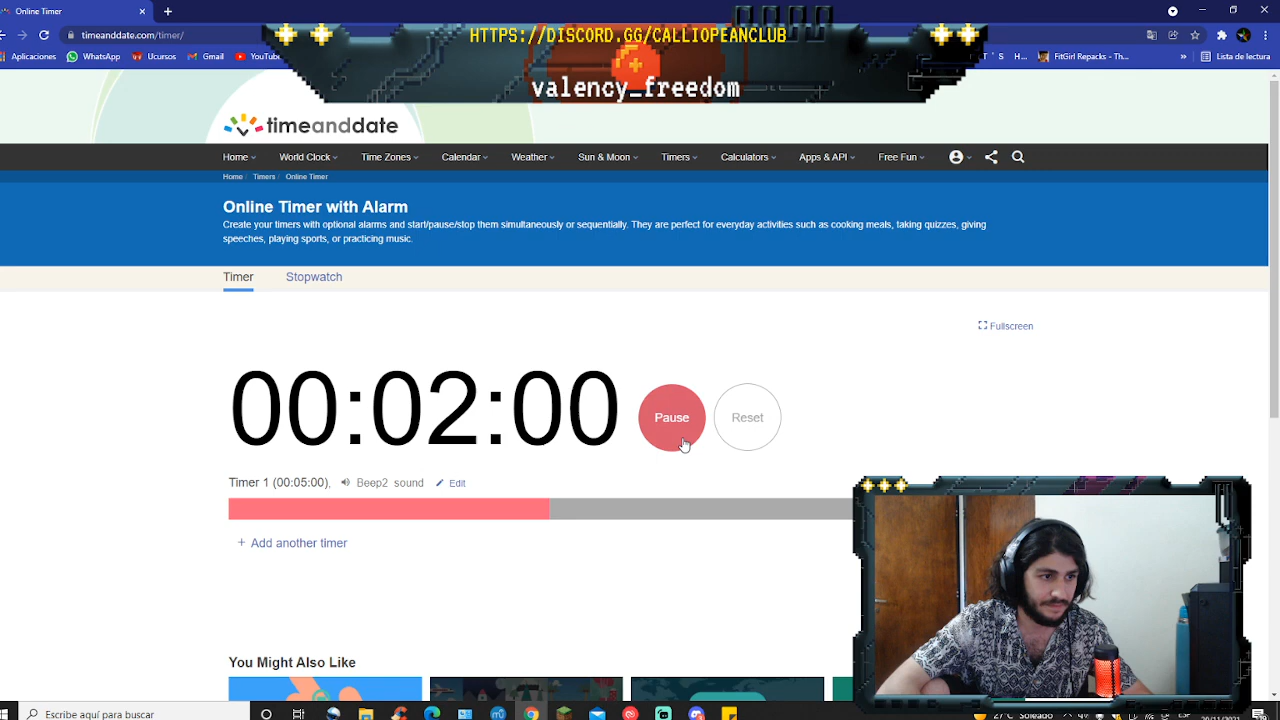 Online Timer
timeanddate.com/timer/
HTTPS://DISCORD.GG/CALLIOPEANCLUB
Aplicaciones
WhatsApp
Ucursos
Gmail
YouTube
FitGirl Repacks - Th...
»
Lista de lectura
valency_freedom
timeanddate
Home
World Clock
Time Zones
Calendar
Weather
Sun & Moon
Timers
Calculators
Apps & API
Free Fun
Home / Timers / Online Timer
Online Timer with Alarm
Create your timers with optional alarms and start/pause/stop them simultaneously or sequentially. They are perfect for everyday activities such as cooking meals, taking quizzes, giving
speeches, playing sports, or practicing music.
Timer
Stopwatch
Fullscreen
00:02:00
Pause
Reset
Timer 1 (00:05:00),
Beep2 sound
Edit
+ Add another timer
You Might Also Like
Escribe aquí para buscar